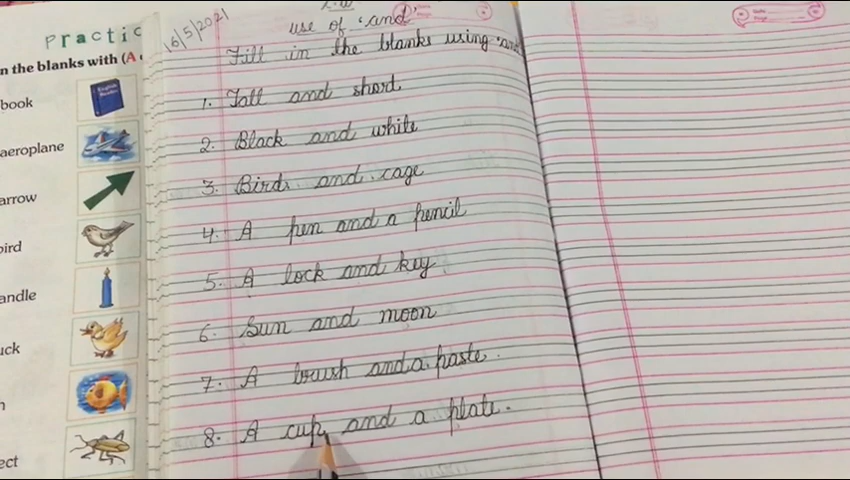 Practic
n the blanks with (A
book
aeroplane
arrow
ird
andle
uck
h
ect
English
16/5/2021
use of 'and'
Fill in the blanks using 'and
1. Tall and short
2. Black and white
3. Bird and cage
4. A pen and a pencil
5. A lock and key
6. Sun and moon
7. A brush and a paste.
8. A cup and a plate.